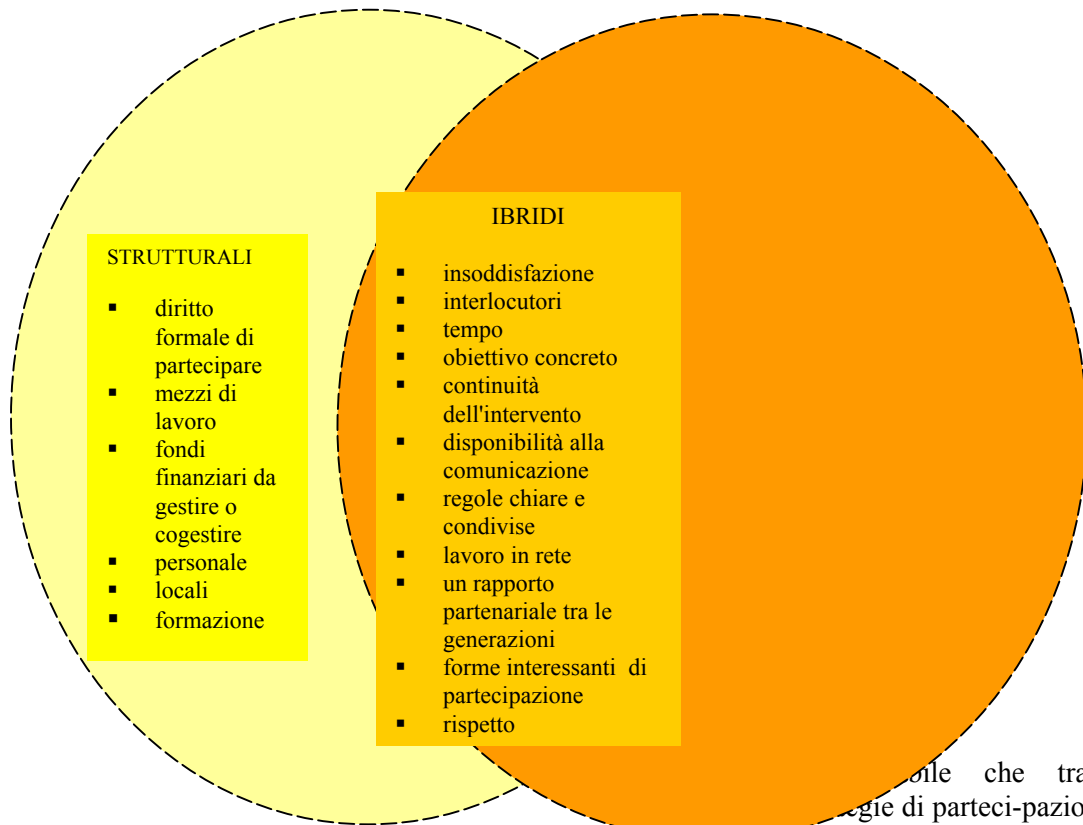 STRUTTURALI
▪ diritto
formale di
partecipare
▪ mezzi di
lavoro
▪ fondi
finanziari da
gestire o
cogestire
▪ personale
▪ locali
▪ formazione
IBRIDI
▪ insoddisfazione
▪ interlocutori
▪ tempo
▪ obiettivo concreto
▪ continuità
dell'intervento
▪ disponibilità alla
comunicazione
▪ regole chiare e
condivise
▪ lavoro in rete
▪ un rapporto
partenariale tra le
generazioni
▪ forme interessanti di
partecipazione
▪ rispetto
che tra
di parteci-pazio